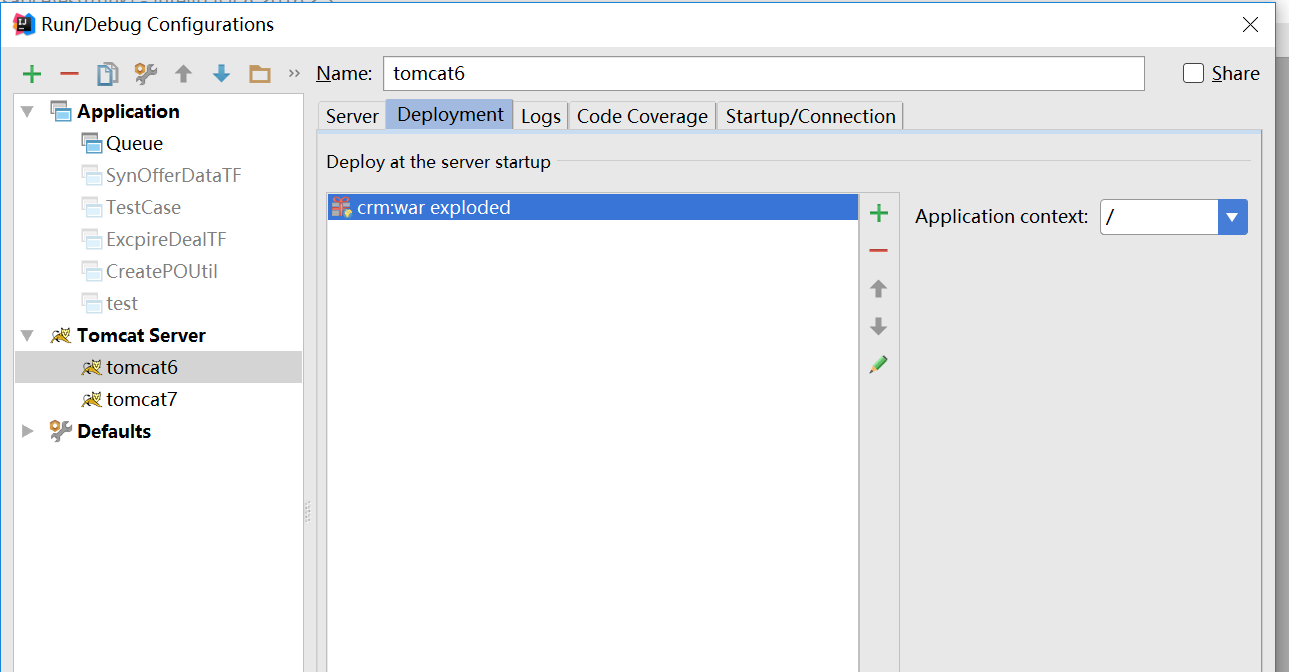 Run/Debug Configurations
Name: tomcat6 Share
Application
Queue
SynOfferDataTF
TestCase
ExcpireDealTF
CreatePOUtil
test
Tomcat Server
tomcat6
tomcat7
Defaults
Server Deployment Logs Code Coverage Startup/Connection
Deploy at the server startup
crm:war exploded
Application context: /